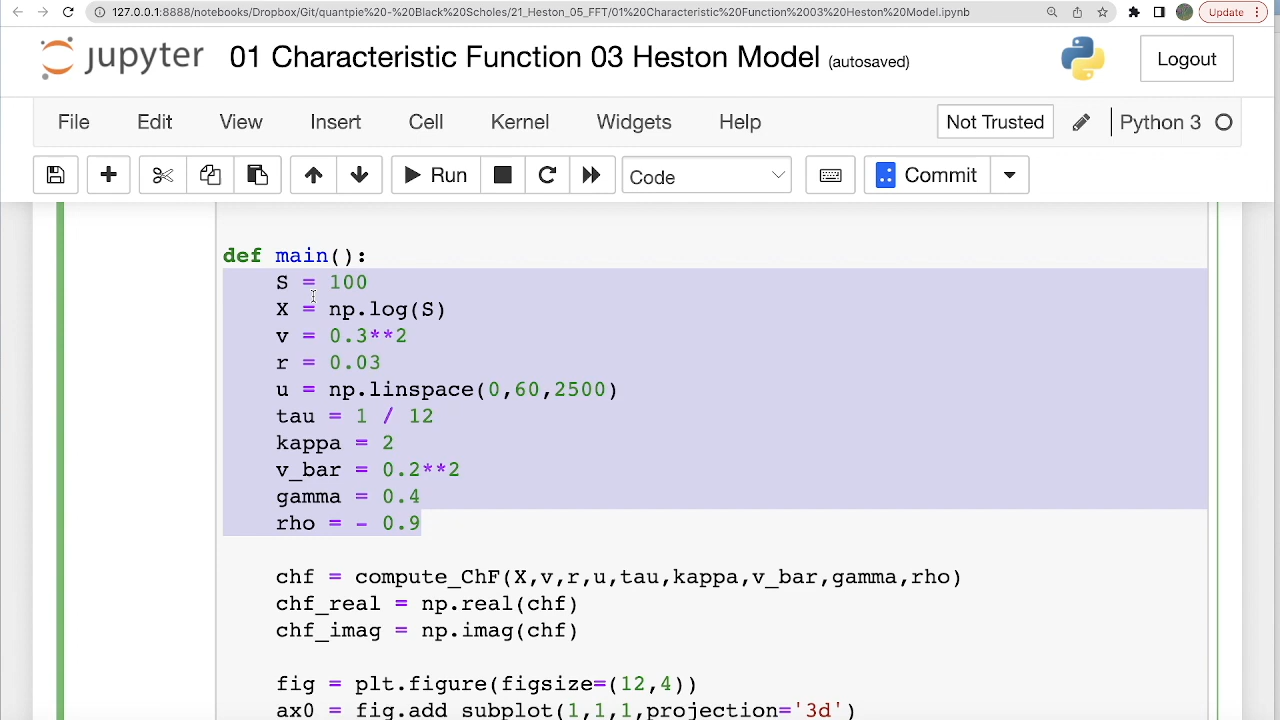 127.0.0.1:8888/notebooks/Dropbox/Git/quantpie%20-%20Black%20Scholes/21_Heston_05_FFT/01%20Characteristic%20Function%2003%20Heston%20Model.ipynb
Update
jupyter 01 Characteristic Function 03 Heston Model (autosaved)
Logout
File Edit View Insert Cell Kernel Widgets Help
Not Trusted Python 3
Run Code Commit
def main():
S = 100
X = np.log(S)
v = 0.3**2
r = 0.03
u = np.linspace(0,60,2500)
tau = 1 / 12
kappa = 2
v_bar = 0.2**2
gamma = 0.4
rho = - 0.9
chf = compute_ChF(X,v,r,u,tau,kappa,v_bar,gamma,rho)
chf_real = np.real(chf)
chf_imag = np.imag(chf)
fig = plt.figure(figsize=(12,4))
ax0 = fig.add_subplot(1,1,1,projection='3d')